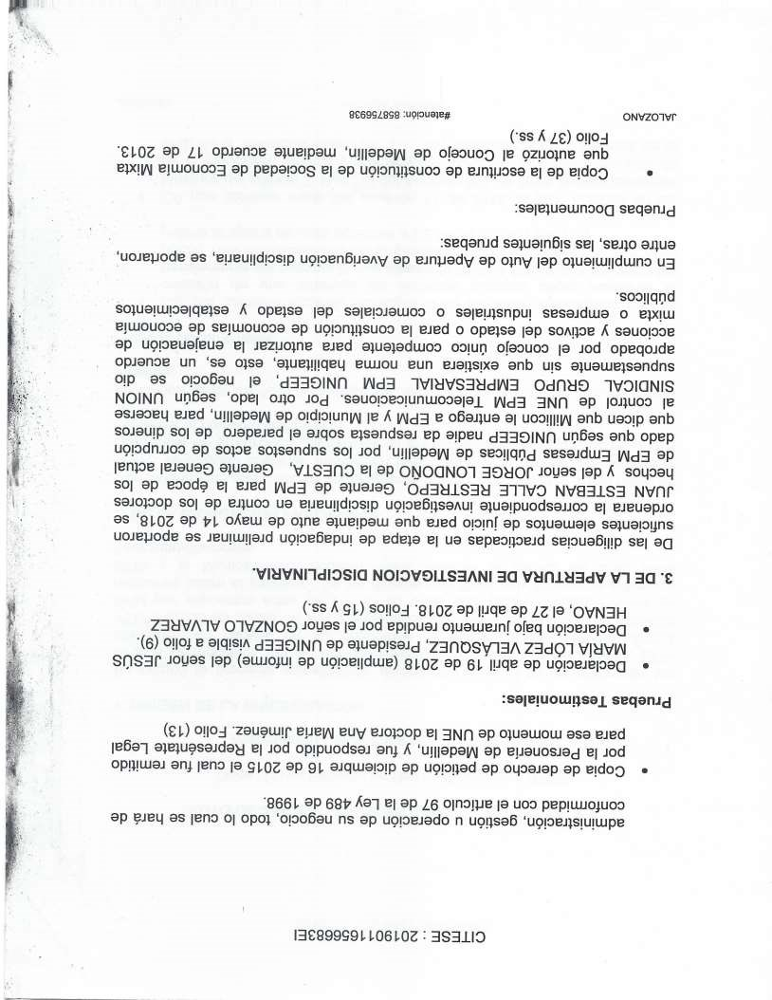 CITESE : 20190116566683EI
administración, gestión u operación de su negocio, todo lo cual se hará de
conformidad con el artículo 97 de la Ley 489 de 1998.
• Copia de derecho de petición de diciembre 16 de 2015 el cual fue remitido
por la Personería de Medellín, y fue respondido por la Represéntate Legal
para ese momento de UNE la doctora Ana María Jiménez. Folio (13)
Pruebas Testimoniales:
• Declaración de abril 19 de 2018 (ampliación de informe) del señor JESÚS
MARÍA LÓPEZ VELÁSQUEZ, Presidente de UNIGEEP visible a folio (9).
• Declaración bajo juramento rendida por el señor GONZALO ALVAREZ
HENAO, el 27 de abril de 2018. Folios (15 y ss.)
3. DE LA APERTURA DE INVESTIGACION DISCIPLINARIA.
De las diligencias practicadas en la etapa de indagación preliminar se aportaron
suficientes elementos de juicio para que mediante auto de mayo 14 de 2018, se
ordenara la correspondiente investigación disciplinaria en contra de los doctores
JUAN ESTEBAN CALLE RESTREPO, Gerente de EPM para la época de los
hechos y del señor JORGE LONDOÑO de la CUESTA, Gerente General actual
de EPM Empresas Públicas de Medellín, por los supuestos actos de corrupción
dado que según UNIGEEP nadie da respuesta sobre el paradero de los dineros
que dicen que Millicon le entrego a EPM y al Municipio de Medellín, para hacerse
al control de UNE EPM Telecomunicaciones. Por otro lado, según UNION
SINDICAL GRUPO EMPRESARIAL EPM UNIGEEP, el negocio se dio
supuestamente sin que existiera una norma habilitante, esto es, un acuerdo
aprobado por el concejo único competente para autorizar la enajenación de
acciones y activos del estado o para la constitución de economías de economía
mixta o empresas industriales o comerciales del estado y establecimientos
públicos.
En cumplimiento del Auto de Apertura de Averiguación disciplinaria, se aportaron,
entre otras, las siguientes pruebas:
Pruebas Documentales:
• Copia de la escritura de constitución de la Sociedad de Economía Mixta
que autorizó al Concejo de Medellín, mediante acuerdo 17 de 2013.
Folio (37 y ss.)
JALOZANO #atención: 858756938